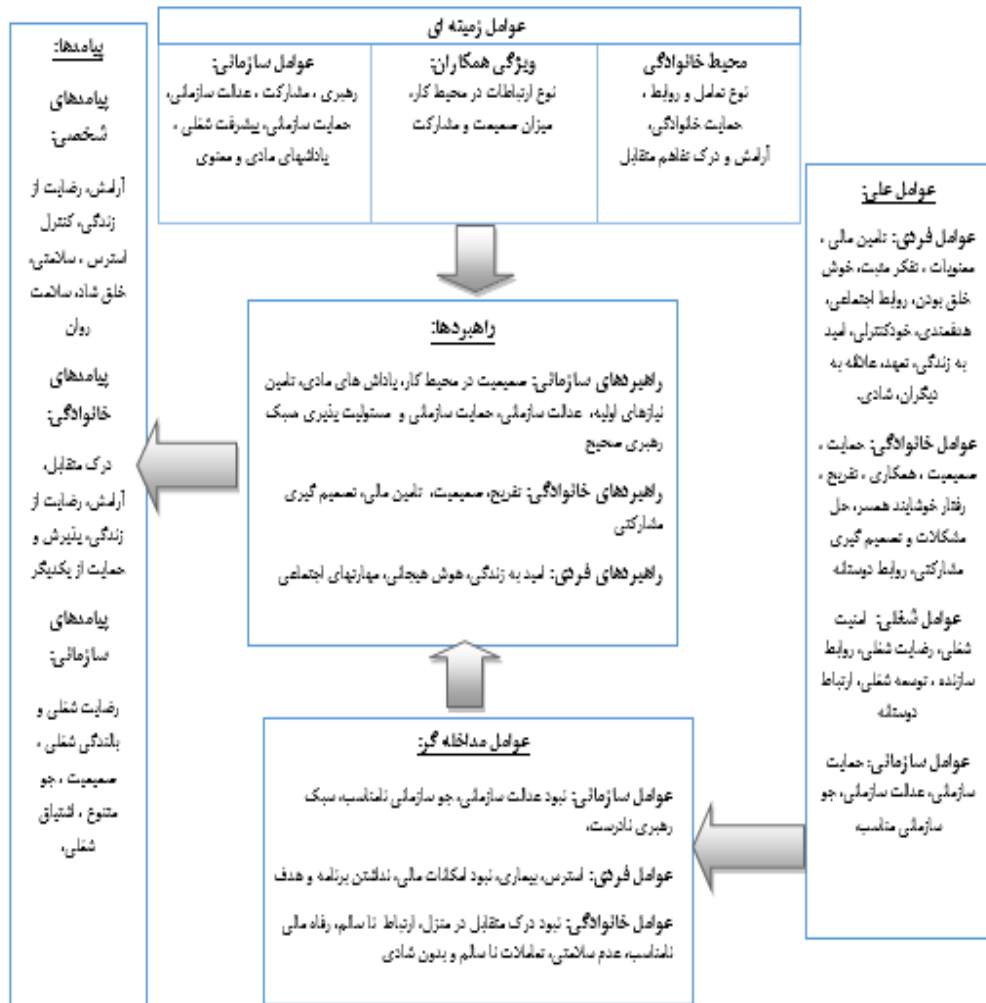 عوامل زمینه ای
محیط خانوادگی
نوع تعامل و روابط ،
حمایت خانوادگی،
آرامش و درک تفاهم متقابل
ویژگی همکاران:
نوع ارتباطات در محیط کار،
میزان صمیمت و مشارکت
عوامل سازمانی:
رهبری ، مشارکت ، عدالت سازمانی،
حمایت سازمانی، پیشرفت شغلی ،
پاداشهای مادی و معنوی
عوامل علی:
عوامل فردی: تامین مالی ،
معنویات ، تفکر مثبت، خوش
خلق بودن، روابط اجتماعی،
هدفمندی، خودکنترلی، امید
به زندگی، تعهد، علاقه به
دیگران، شادی.
عوامل خانوادگی: حمایت ،
صمیمیت ، همکاری ، تفریح ،
رفتار خوشایند همسر، حل
مشکلات و تصمیم گیری
مشارکتی، روابط دوستانه
عوامل شغلی: امنیت
شغلی، رضایت شغلی، روابط
سازنده ، توسعه شغلی، ارتباط
دوستانه
عوامل سازمانی: حمایت
سازمانی، عدالت سازمانی، جو
سازمانی مناسب
راهبردها:
راهبردهای سازمانی: صمیمیت در محیط کار، پاداش های مادی، تامین
نیازهای اولیه، عدالت سازمانی، حمایت سازمانی و مسئولیت پذیری سبک
رهبری صحیح
راهبردهای خانوادگی: تفریح، صمیمیت، تامین مالی، تصمیم گیری
مشارکتی
راهبردهای فردی: امید به زندگی، هوش هیجانی، مهارتهای اجتماعی
عوامل مداخله گر:
عوامل سازمانی: نبود عدالت سازمانی، جو سازمانی نامناسب، سبک
رهبری نادرست،
عوامل فردی: استرس، بیماری، نبود امکانات مالی، نداشتن برنامه و هدف
عوامل خانوادگی: نبود درک متقابل در منزل، ارتباط نا سالم، رفاه مالی
نامناسب، عدم سلامتی، تعاملات نا سالم و بدون شادی
پیامدها:
پیامدهای
شخصی:
آرامش، رضایت از
زندگی، کنترل
استرس ، سلامتی،
خلق شاد، سلامت
روان
پیامدهای
خانوادگی:
درک متقابل،
آرامش، رضایت از
زندگی، پذیرش و
حمایت از یکدیگر
پیامدهای
سازمانی:
رضایت شغلی و
بالندگی شغلی ،
صمیمیت ، جو
متنوع ، اشتیاق
شغلی،